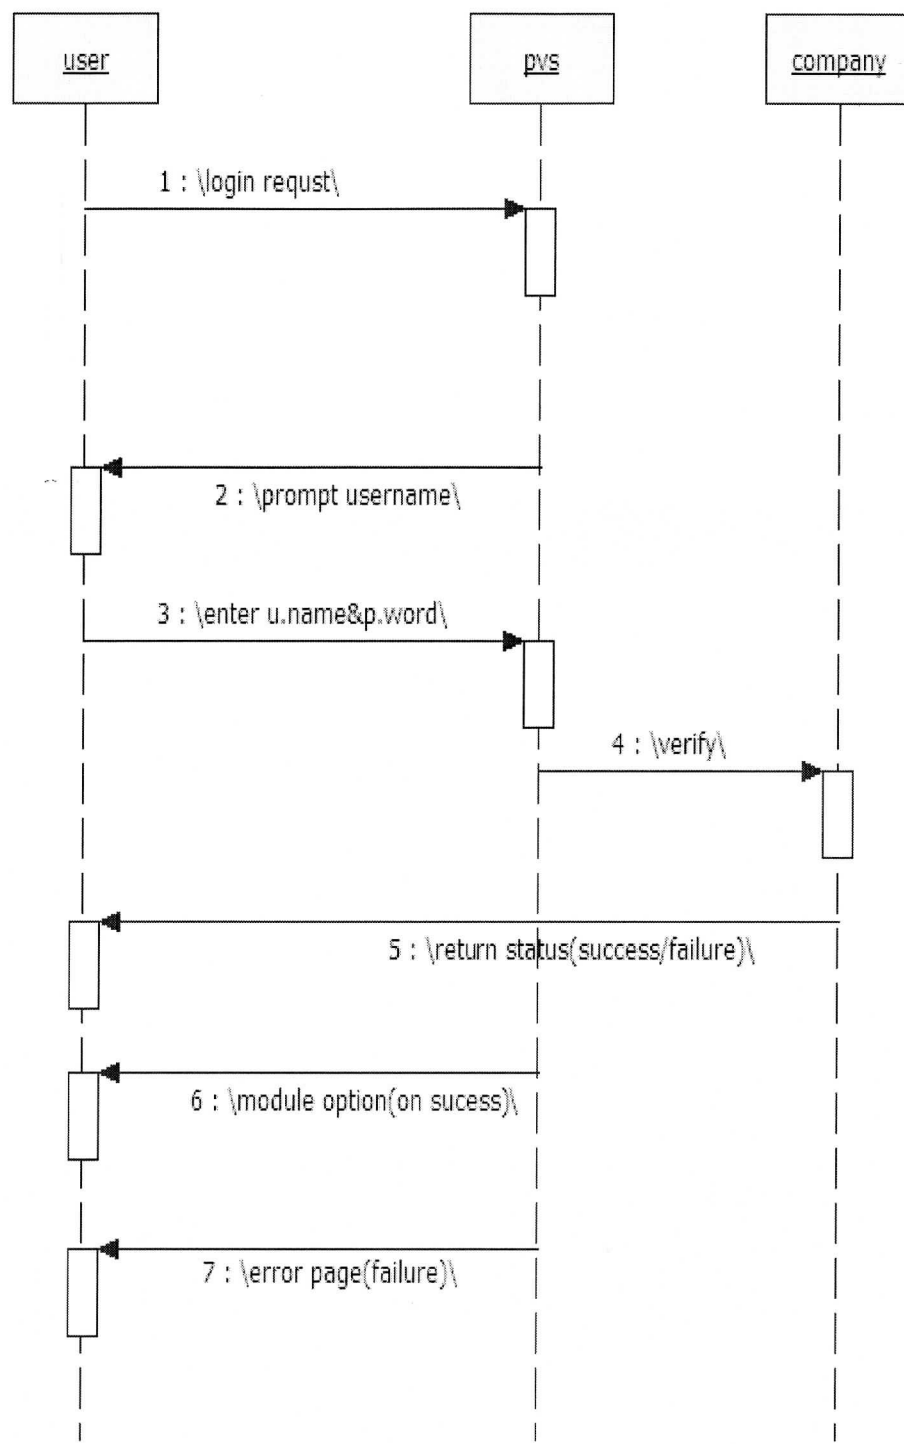 user
pvs
company
1 : \login requst\
2 : \prompt username\
3 : \enter u.name&p.word\
4 : \verify\
5 : \return status(success/failure)\
6 : \module option(on sucess)\
7 : \error page(failure)\